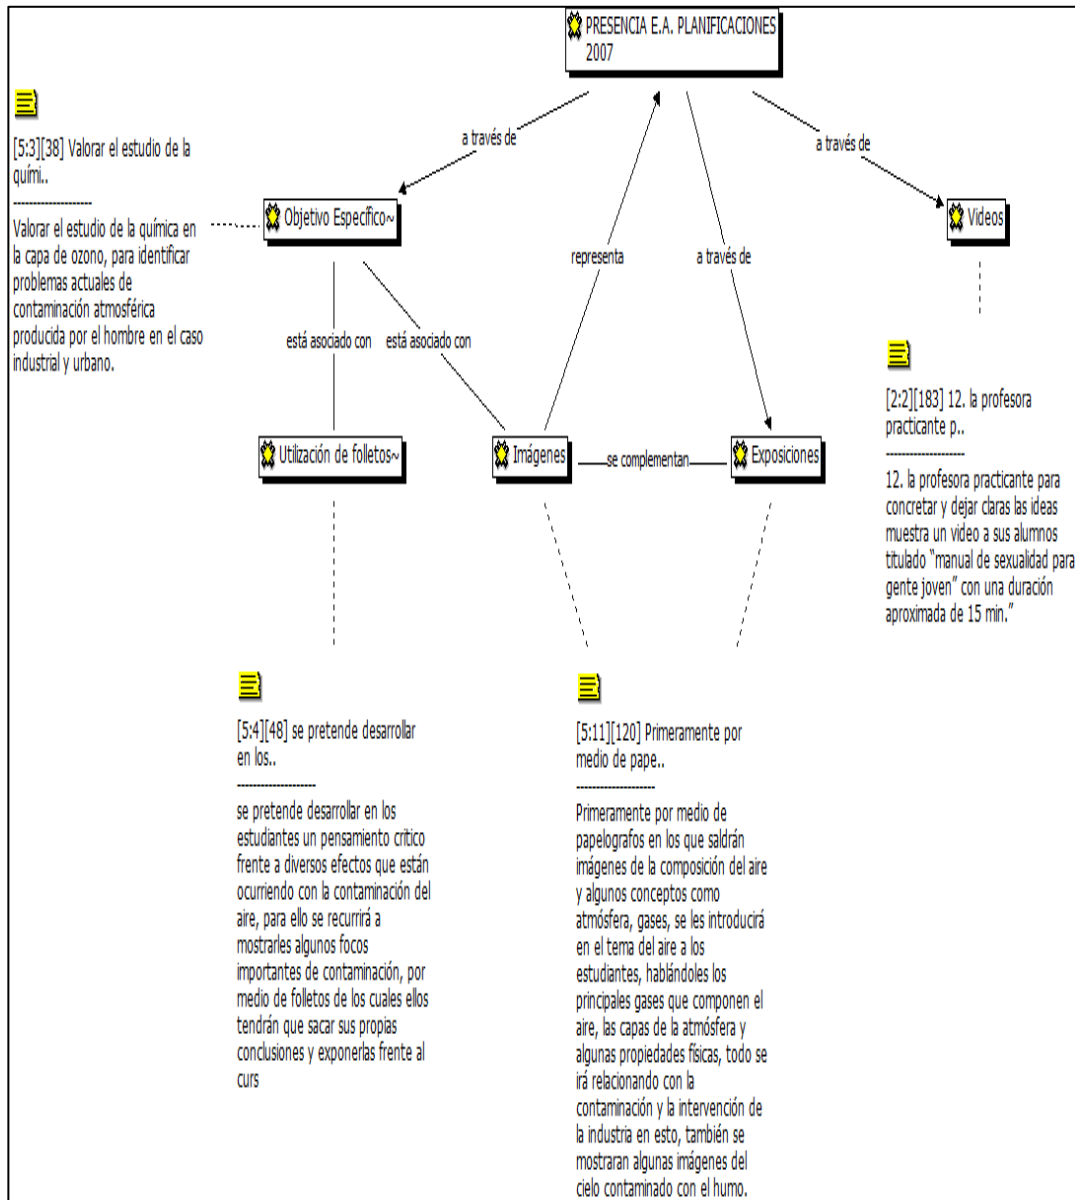 PRESENCIA E.A. PLANIFICACIONES
2007
a través de
a través de
[5:3][38] Valorar el estudio de la
quími..
--------------------
Valorar el estudio de la química en
la capa de ozono, para identificar
problemas actuales de
contaminación atmosférica
producida por el hombre en el caso
industrial y urbano.
Objetivo Específico~
Videos
representa
a través de
está asociado con
está asociado con
Utilización de folletos~
Imágenes
se complementan
Exposiciones
[2:2][183] 12. la profesora
practicante p..
--------------------
12. la profesora practicante para
concretar y dejar claras las ideas
muestra un video a sus alumnos
titulado "manual de sexualidad para
gente joven" con una duración
aproximada de 15 min."
[5:4][48] se pretende desarrollar
en los..
--------------------
se pretende desarrollar en los
estudiantes un pensamiento critico
frente a diversos efectos que están
ocurriendo con la contaminación del
aire, para ello se recurrirá a
mostrarles algunos focos
importantes de contaminación, por
medio de folletos de los cuales ellos
tendrán que sacar sus propias
conclusiones y exponerlas frente al
curs
[5:11][120] Primeramente por
medio de pape..
--------------------
Primeramente por medio de
papelografos en los que saldrán
imágenes de la composición del aire
y algunos conceptos como
atmósfera, gases, se les introducirá
en el tema del aire a los
estudiantes, hablándoles los
principales gases que componen el
aire, las capas de la atmósfera y
algunas propiedades físicas, todo se
irá relacionando con la
contaminación y la intervención de
la industria en esto, también se
mostraran algunas imágenes del
cielo contaminado con el humo.